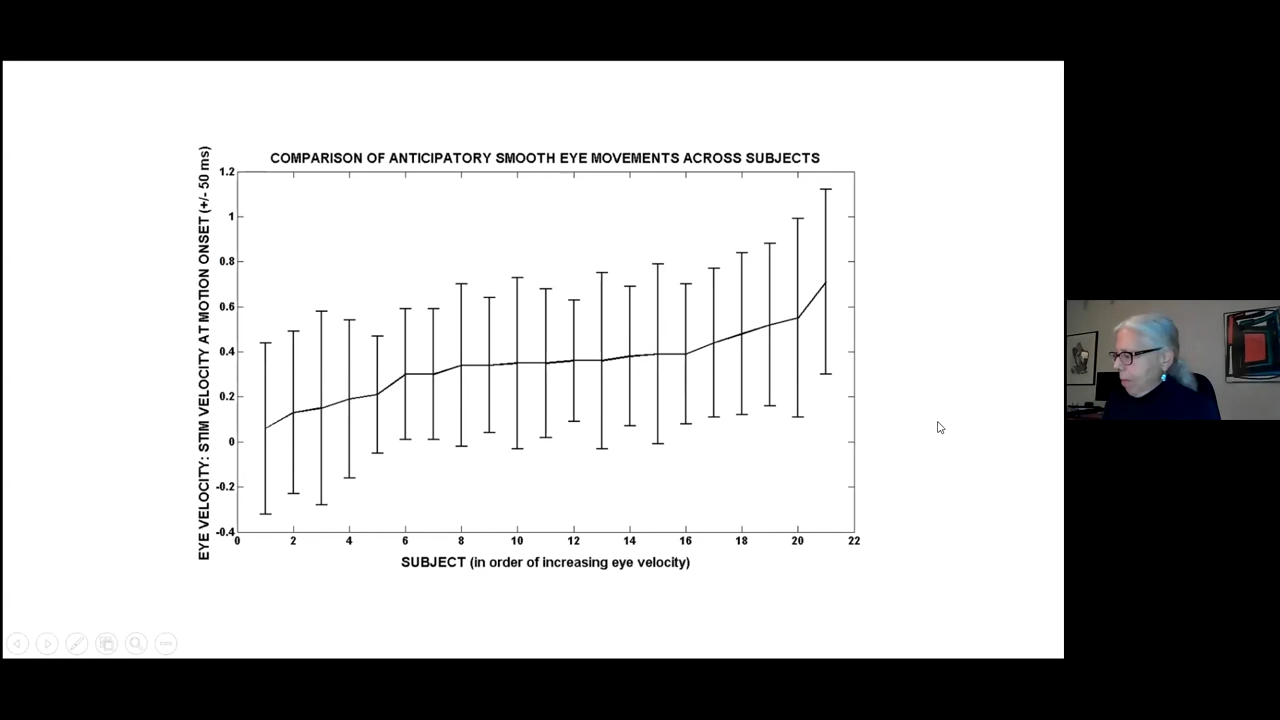 COMPARISON OF ANTICIPATORY SMOOTH EYE MOVEMENTS ACROSS SUBJECTS
EYE VELOCITY: STIM VELOCITY AT MOTION ONSET (+/- 50 ms)
1.2
1
0.8
0.6
0.4
0.2
0
-0.2
-0.4
0 2 4 6 8 10 12 14 16 18 20 22
SUBJECT (in order of increasing eye velocity)